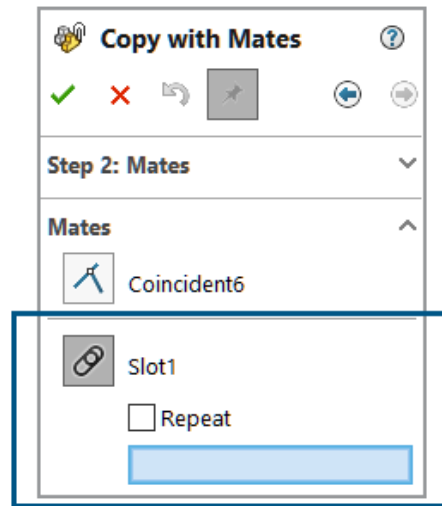 Copy with Mates
Step 2: Mates
Mates
Coincident6
Slot1
Repeat